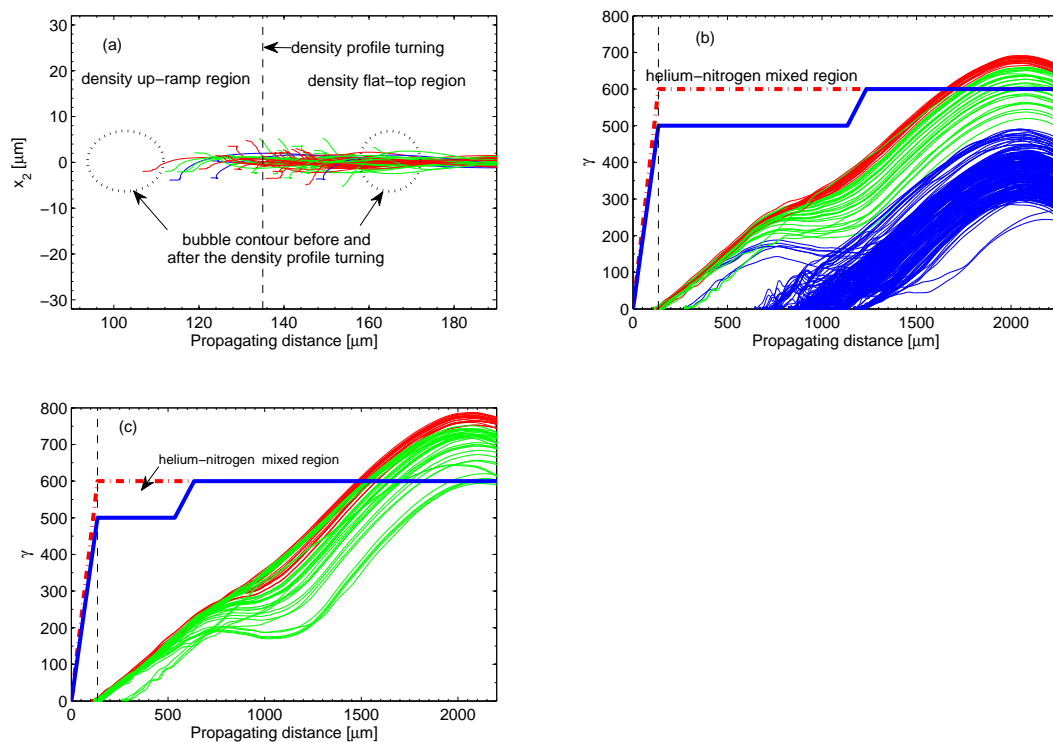 (a)
density profile turning
density up−ramp region
density flat−top region
bubble contour before and
after the density profile turning
30
20
10
0
−10
−20
−30
x2 [μm]
100
120
140
160
180
Propagating distance [μm]
(b)
helium−nitrogen mixed region
800
700
600
500
400
300
200
100
0
γ
0
500
1000
1500
2000
Propagating distance [μm]
(c)
helium−nitrogen mixed region
800
700
600
500
400
300
200
100
0
γ
0
500
1000
1500
2000
Propagating distance [μm]